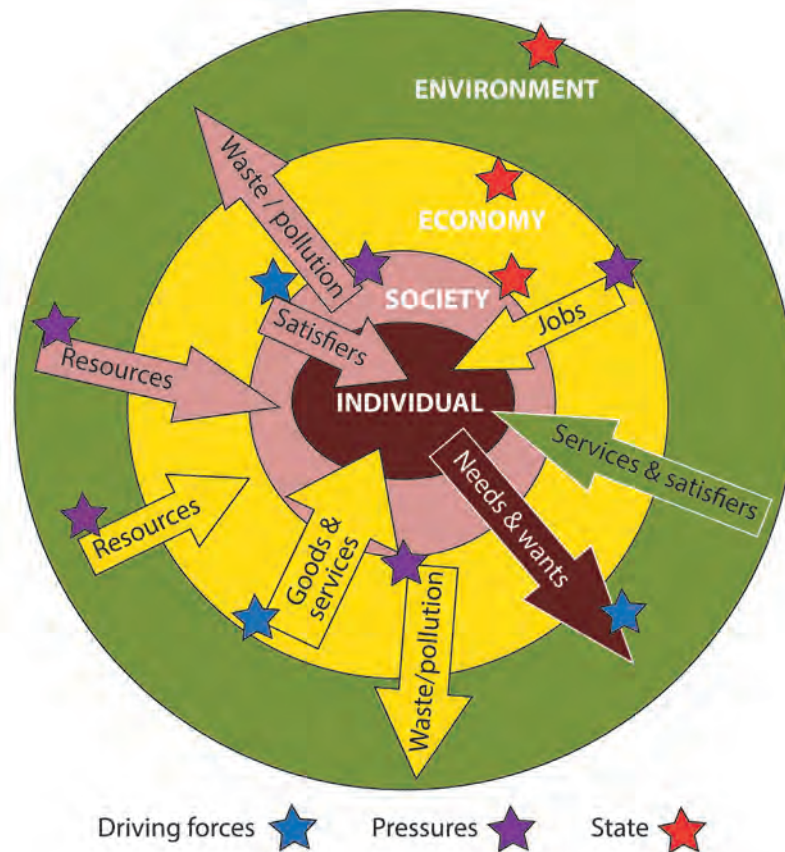 ENVIRONMENT
Waste / pollution
ECONOMY
SOCIETY
Jobs
Satisfiers
Resources
INDIVIDUAL
Services & satisfiers
Needs & wants
Resources
Goods &
services
Waste/pollution
Driving forces Pressures State